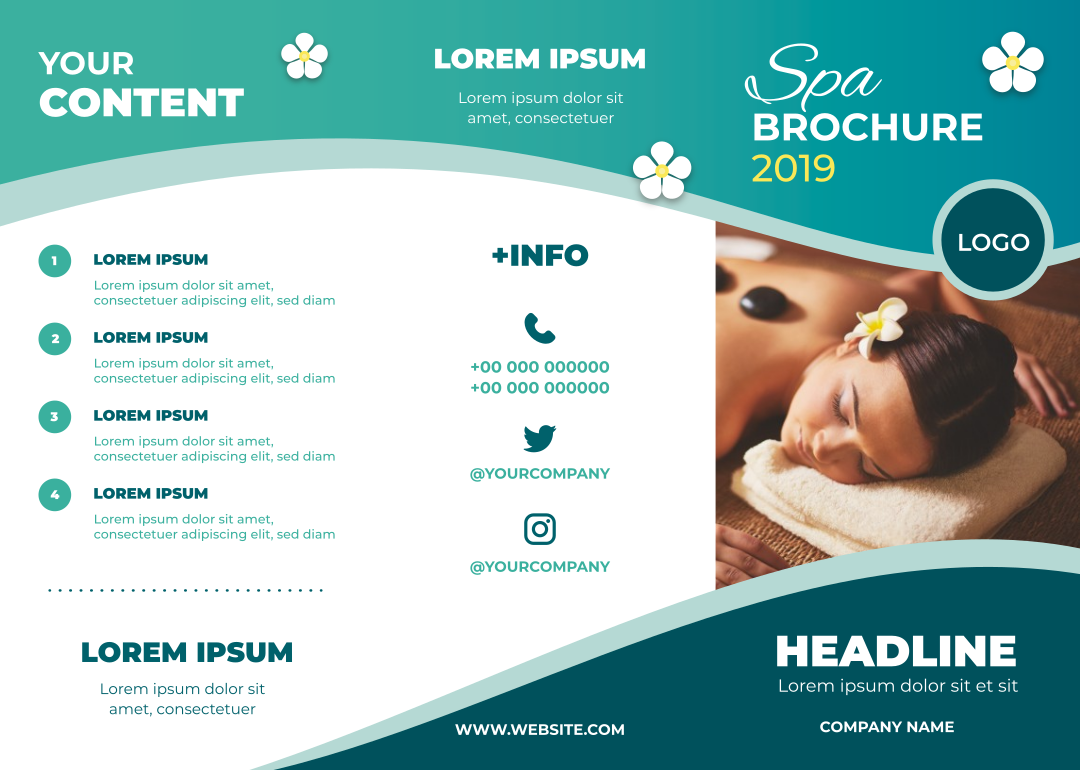 YOUR
CONTENT
1
LOREM IPSUM
Lorem ipsum dolor sit amet,
consectetuer adipiscing elit, sed diam
2
LOREM IPSUM
Lorem ipsum dolor sit amet,
consectetuer adipiscing elit, sed diam
3
LOREM IPSUM
Lorem ipsum dolor sit amet,
consectetuer adipiscing elit, sed diam
4
LOREM IPSUM
Lorem ipsum dolor sit amet,
consectetuer adipiscing elit, sed diam
LOREM IPSUM
Lorem ipsum dolor sit
amet, consectetuer
LOREM IPSUM
Lorem ipsum dolor sit
amet, consectetuer
+INFO
+00 000 000000
+00 000 000000
@YOURCOMPANY
@YOURCOMPANY
WWW.WEBSITE.COM
Spa
BROCHURE
2019
LOGO
HEADLINE
Lorem ipsum dolor sit et sit
COMPANY NAME